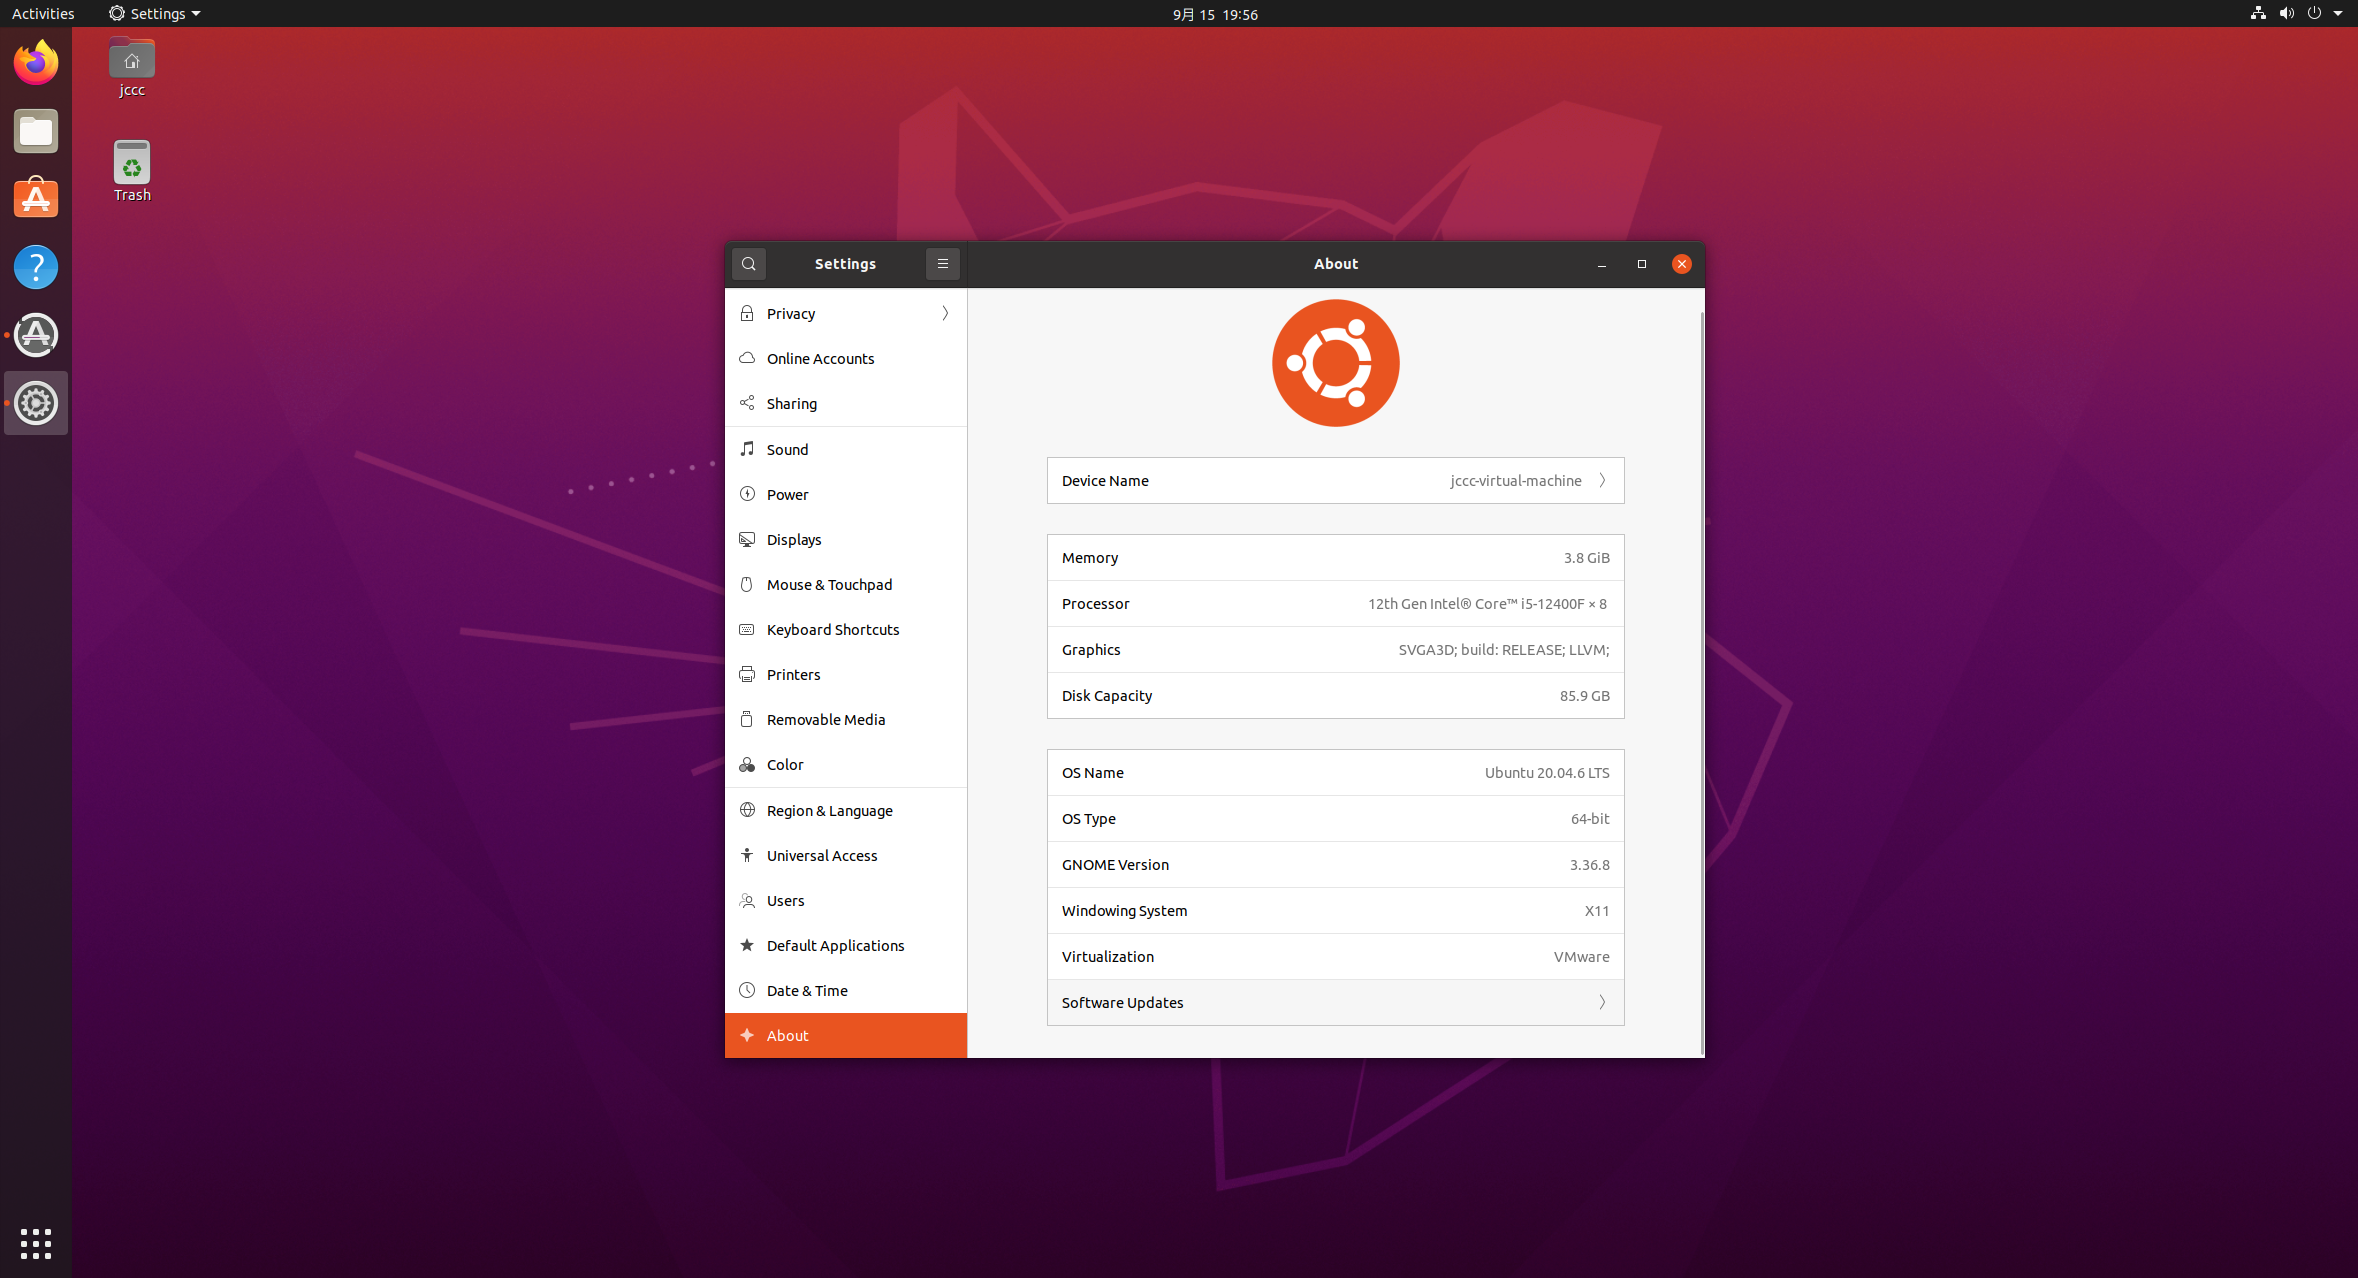 Activities
Settings
9月 15 19:56
jccc
Trash
Settings
About
Privacy
Online Accounts
Sharing
Sound
Power
Displays
Mouse & Touchpad
Keyboard Shortcuts
Printers
Removable Media
Color
Region & Language
Universal Access
Users
Default Applications
Date & Time
About
Device Name jccc-virtual-machine
Memory 3.8 GiB
Processor 12th Gen Intel® Core™ i5-12400F × 8
Graphics SVGA3D; build: RELEASE; LLVM;
Disk Capacity 85.9 GB
OS Name Ubuntu 20.04.6 LTS
OS Type 64-bit
GNOME Version 3.36.8
Windowing System X11
Virtualization VMware
Software Updates